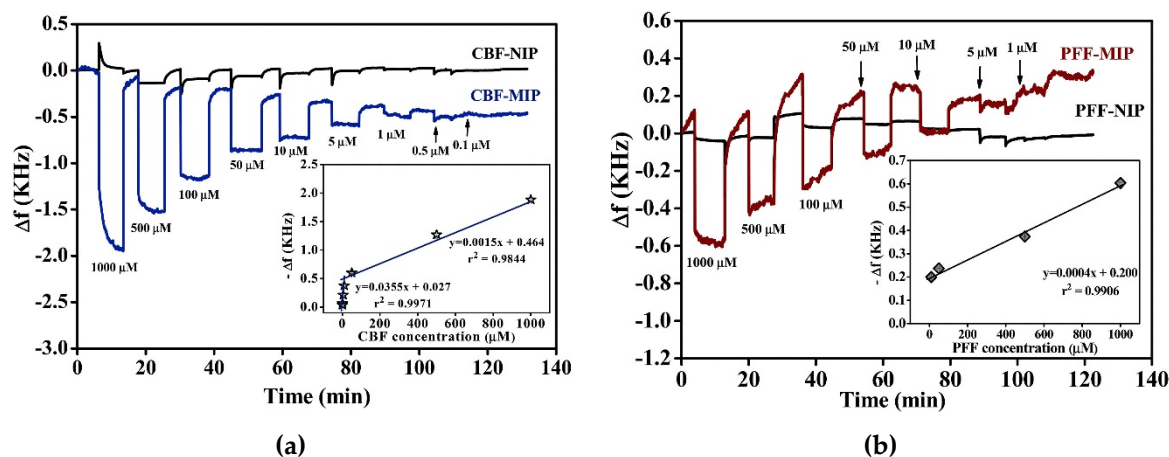 0.5
0.0
-0.5
-1.0
-1.5
-2.0
-2.5
-3.0
Δf (KHz)
0 20 40 60 80 100 120 140
Time (min)
CBF-NIP
CBF-MIP
1000 μM
500 μM
100 μM
50 μM
10 μM
5 μM
1 μM
0.5 μM
0.1 μM
2.5
2.0
1.5
1.0
0.5
0.0
- Δf (KHz)
y=0.0015x + 0.464
r² = 0.9844
y=0.0355x + 0.027
r² = 0.9971
0 200 400 600 800 1000
CBF concentration (μM)
(a)
0.6
0.4
0.2
0.0
-0.2
-0.4
-0.6
-0.8
-1.0
-1.2
Δf (KHz)
0 20 40 60 80 100 120 140
Time (min)
50 μM
10 μM
5 μM
1 μM
PFF-MIP
PFF-NIP
1000 μM
500 μM
100 μM
0.7
0.6
0.5
0.4
0.3
0.2
0.1
0.0
- Δf (KHz)
y=0.0004x + 0.200
r² = 0.9906
0 200 400 600 800 1000
PFF concentration (μM)
(b)